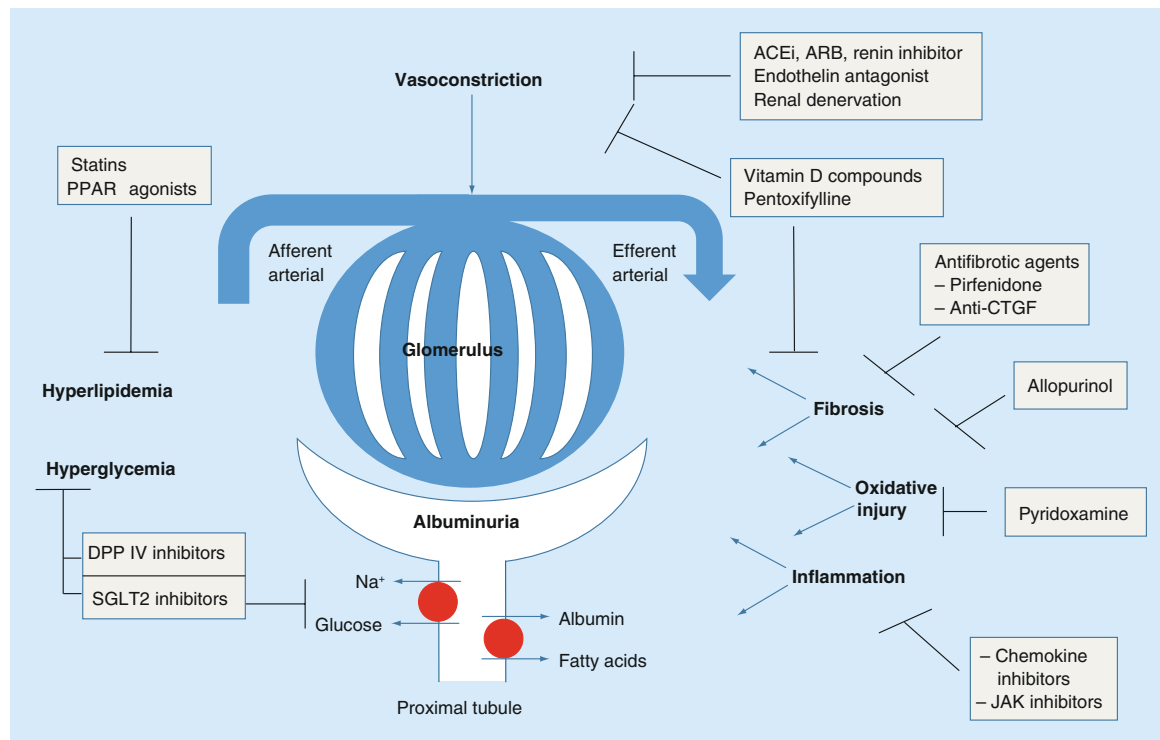 Vasoconstriction
ACEi, ARB, renin inhibitor
Endothelin antagonist
Renal denervation
Statins
PPAR agonists
Vitamin D compounds
Pentoxifylline
Afferent
arterial
Efferent
arterial
Antifibrotic agents
– Pirfenidone
– Anti-CTGF
Glomerulus
Hyperlipidemia
Fibrosis
Allopurinol
Hyperglycemia
Oxidative
injury
Pyridoxamine
Albuminuria
DPP IV inhibitors
SGLT2 inhibitors
Na⁺
Glucose
Albumin
Fatty acids
Inflammation
– Chemokine
inhibitors
– JAK inhibitors
Proximal tubule